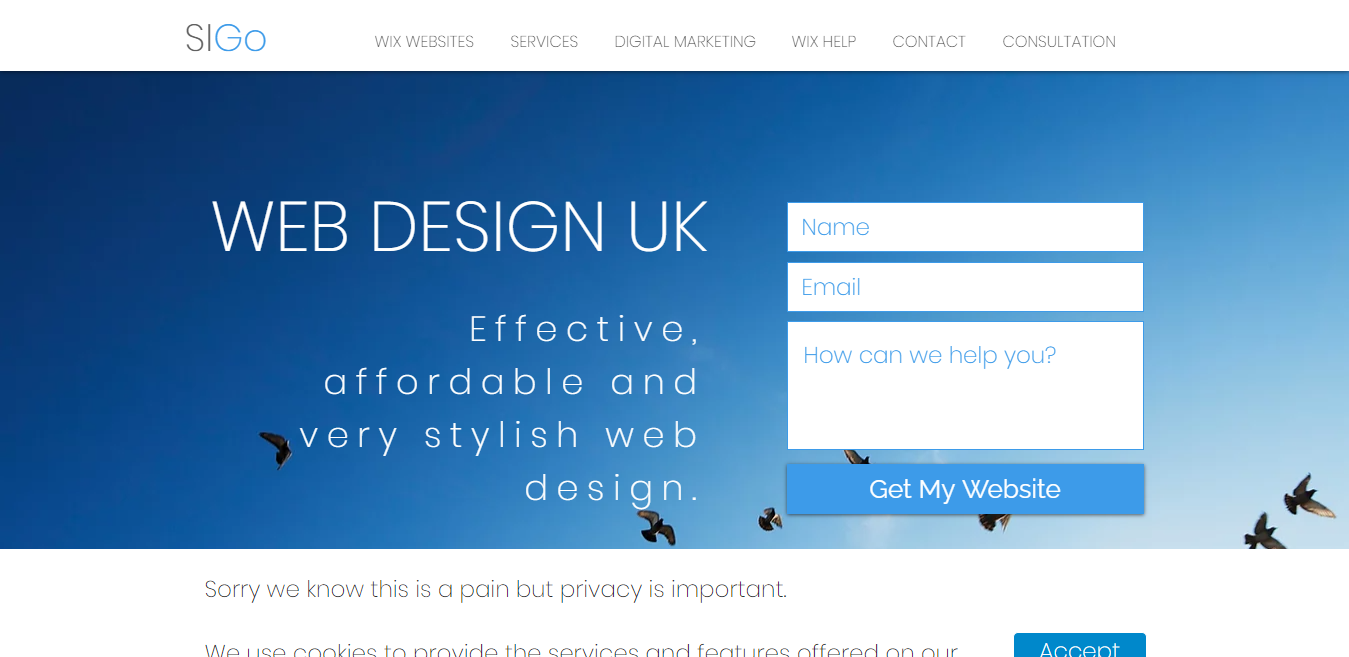 SIGo
WIX WEBSITES SERVICES DIGITAL MARKETING WIX HELP CONTACT CONSULTATION
WEB DESIGN UK
Effective,
affordable and
very stylish web
design.
Name
Email
How can we help you?
Get My Website
Sorry we know this is a pain but privacy is important.
We use cookies to provide the services and features offered on our
Accept